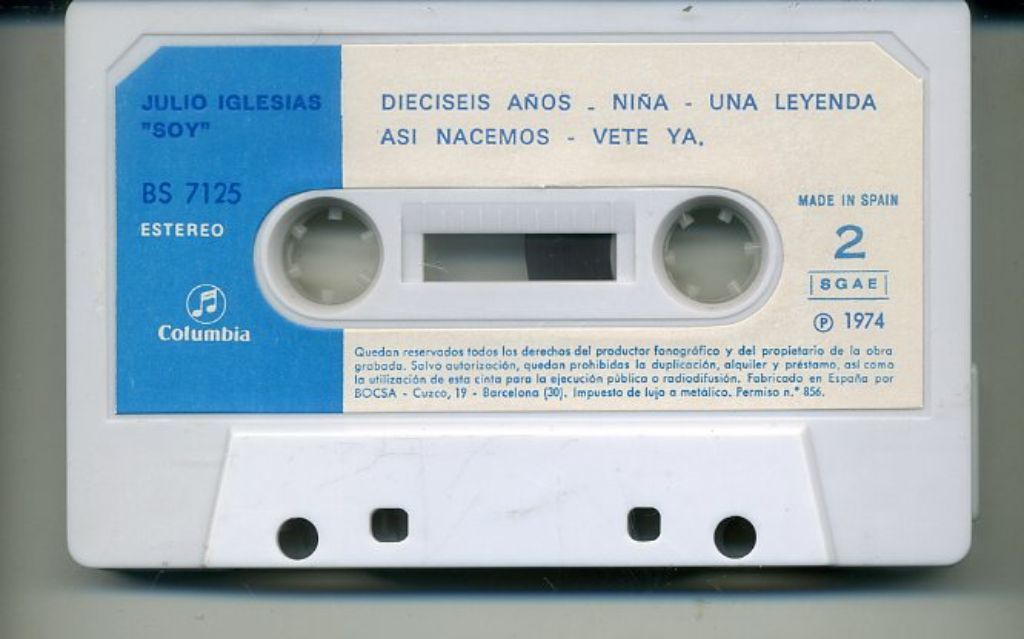 JULIO IGLESIAS
"SOY"
BS 7125
ESTEREO
Columbia
DIECISEIS AÑOS - NIÑA - UNA LEYENDA
ASI NACEMOS - VETE YA.
MADE IN SPAIN
2
SGAE
Ⓟ 1974
Quedan reservados todos los derechos del productor fonográfico y del propietario de la obra
grabada. Salvo autorización, quedan prohibidas la duplicación, alquiler y préstamo, así como
la utilización de esta cinta para la ejecución pública o radiodifusión. Fabricado en España por
BOCSA - Cuzco, 19 - Barcelona (30). Impuesto de lujo a metálico. Permiso n.° 856.